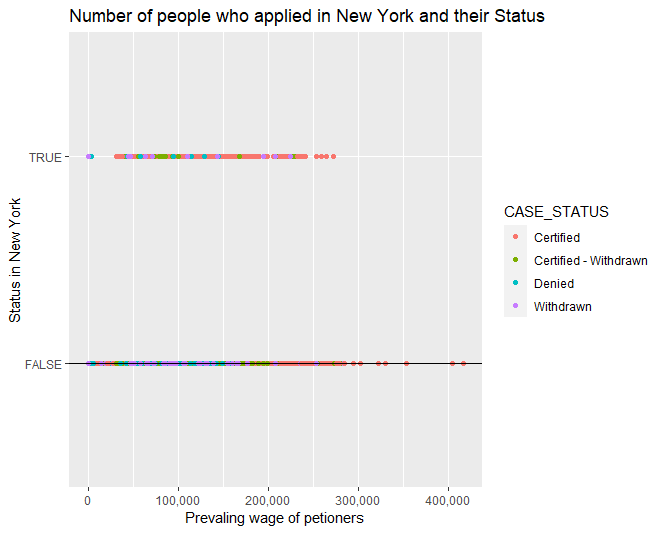 Number of people who applied in New York and their Status
Status in New York
TRUE
FALSE
0
100,000
200,000
300,000
400,000
Prevaling wage of petioners
CASE_STATUS
Certified
Certified - Withdrawn
Denied
Withdrawn